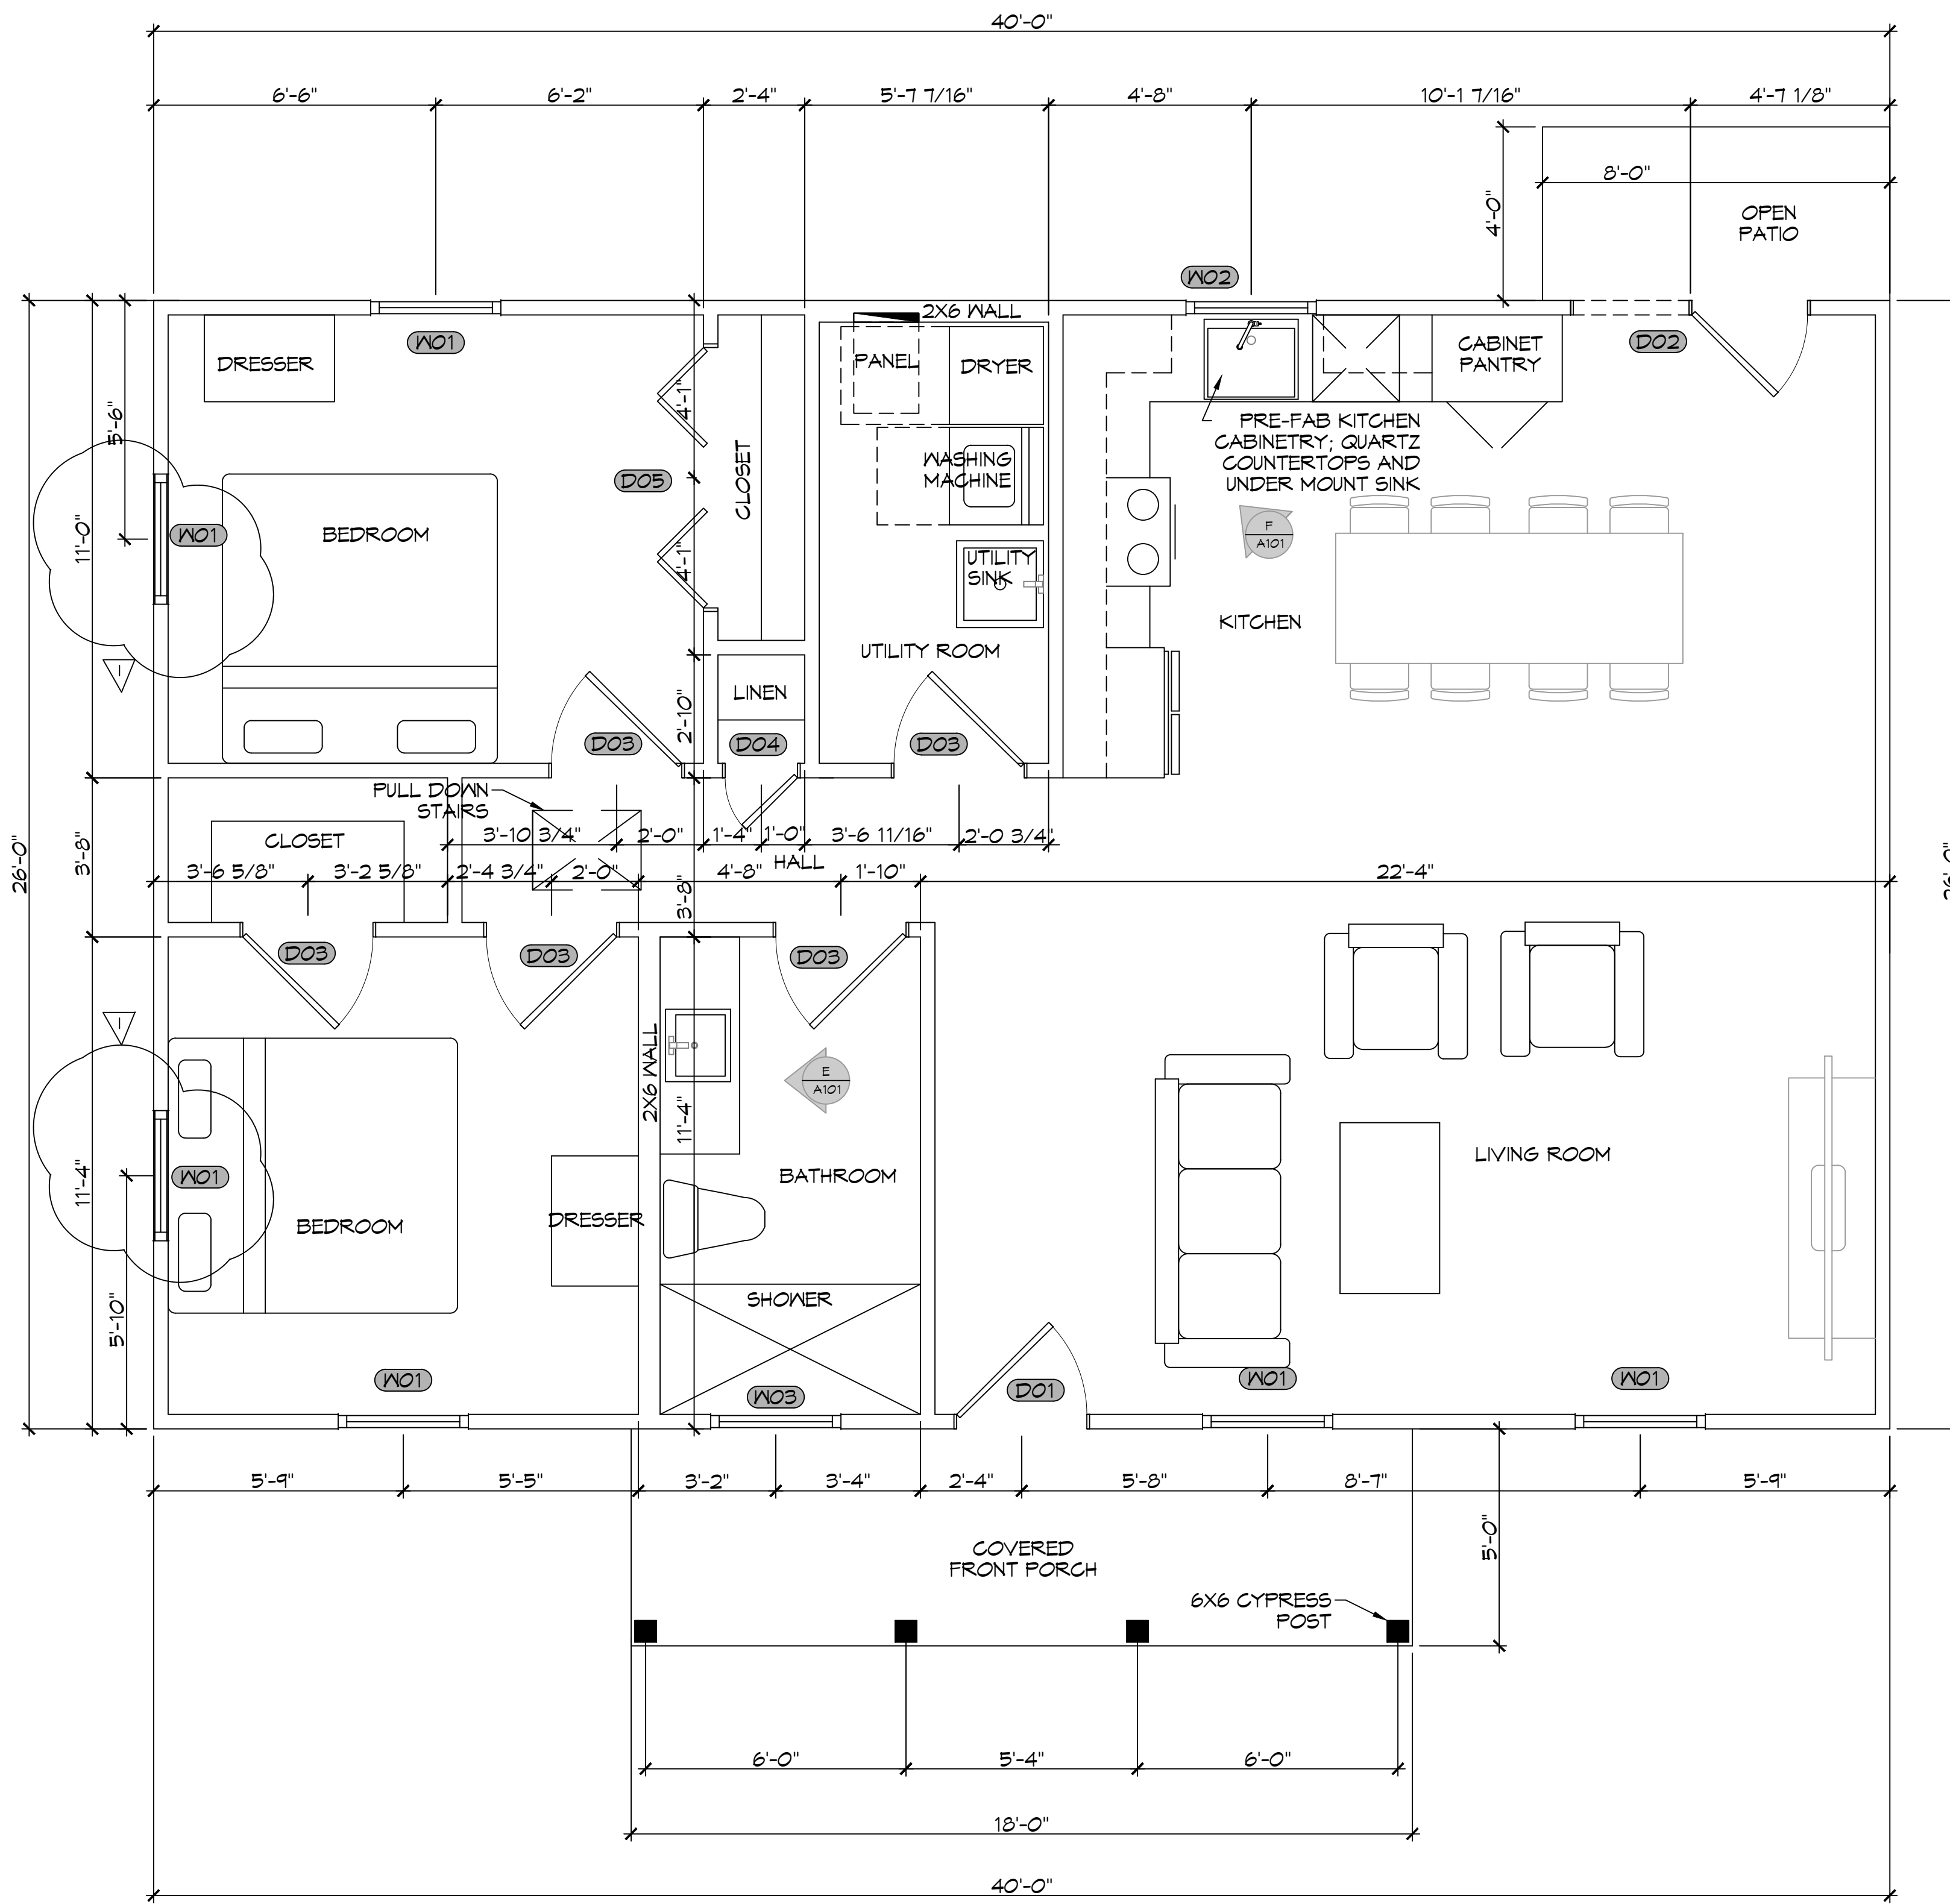 40'-0"
6'-6"
6'-2"
2'-4"
5'-7 7/16"
4'-8"
10'-1 7/16"
4'-7 1/8"
8'-0"
4'-0"
OPEN
PATIO
W02
2X6 WALL
W01
DRESSER
PANEL
DRYER
CABINET
PANTRY
D02
5'-6"
4'-1"
PRE-FAB KITCHEN
CABINETRY; QUARTZ
COUNTERTOPS AND
UNDER MOUNT SINK
CLOSET
WASHING
MACHINE
D05
11'-0"
W01
BEDROOM
F
A101
4'-1"
UTILITY
SINK
KITCHEN
UTILITY ROOM
1
LINEN
2'-10"
D03
D04
D03
PULL DOWN
STAIRS
26'-0"
3'-8"
CLOSET
3'-10 3/4"
2'-0"
1'-4"
1'-0"
3'-6 11/16"
2'-0 3/4"
HALL
3'-6 5/8"
3'-2 5/8"
2'-4 3/4"
2'-0"
4'-8"
1'-10"
22'-4"
26'-0"
3'-8"
D03
D03
D03
1
2X6 WALL
E
A101
11'-4"
11'-4"
W01
BATHROOM
LIVING ROOM
BEDROOM
DRESSER
SHOWER
5'-10"
W01
W03
D01
W01
W01
5'-9"
5'-5"
3'-2"
3'-4"
2'-4"
5'-8"
8'-7"
5'-9"
5'-0"
COVERED
FRONT PORCH
6X6 CYPRESS
POST
6'-0"
5'-4"
6'-0"
18'-0"
40'-0"